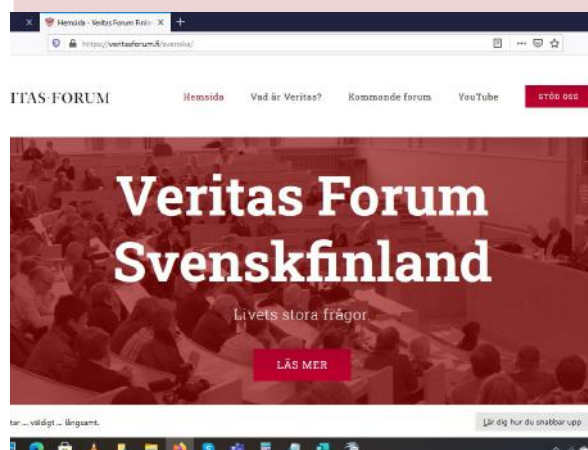 Hemsida - Veritas Forum Finlan
https://veritasforum.fi/svenska/
ITAS-FORUM
Hemsida Vad är Veritas? Kommande forum YouTube STÖD OSS
Veritas Forum
Svenskfinland
Livets stora frågor
LÄS MER
tar ... väldigt ... långsamt. Lär dig hur du snabbar upp